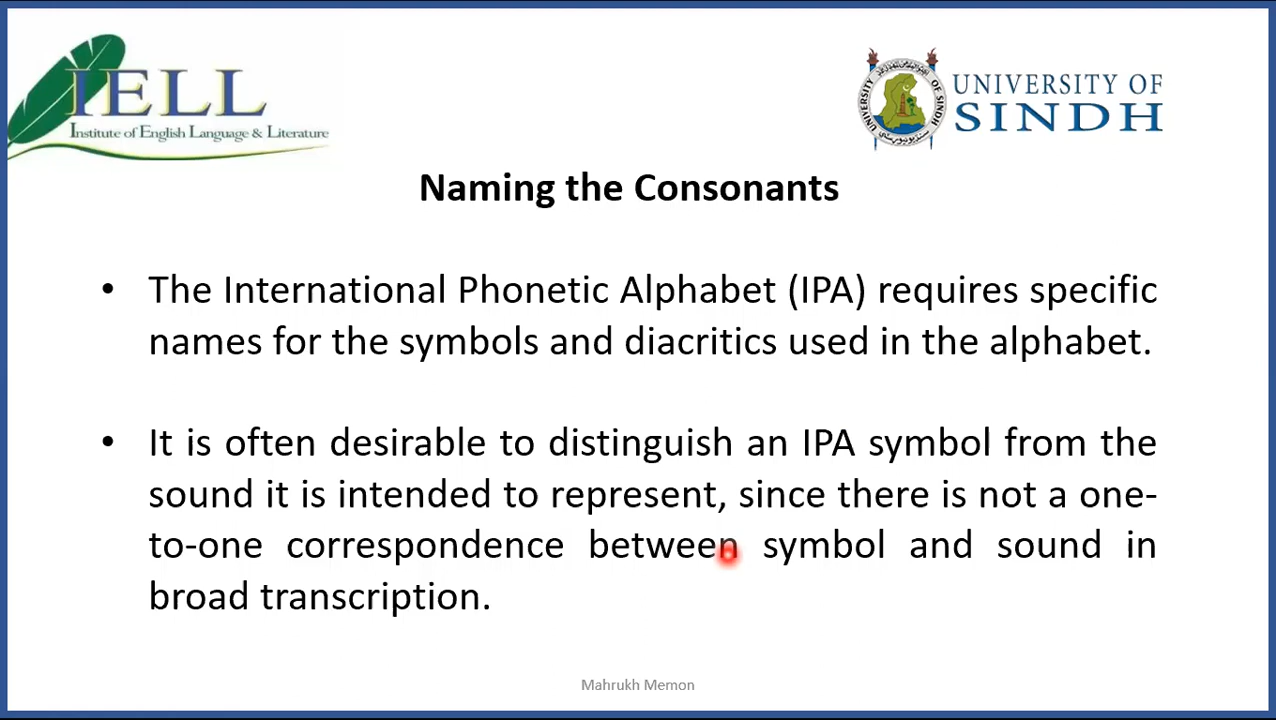 IELL
Institute of English Language & Literature
UNIVERSITY OF
SINDH
Naming the Consonants
• The International Phonetic Alphabet (IPA) requires specific
names for the symbols and diacritics used in the alphabet.
• It is often desirable to distinguish an IPA symbol from the
sound it is intended to represent, since there is not a one-
to-one correspondence between symbol and sound in
broad transcription.
Mahrukh Memon